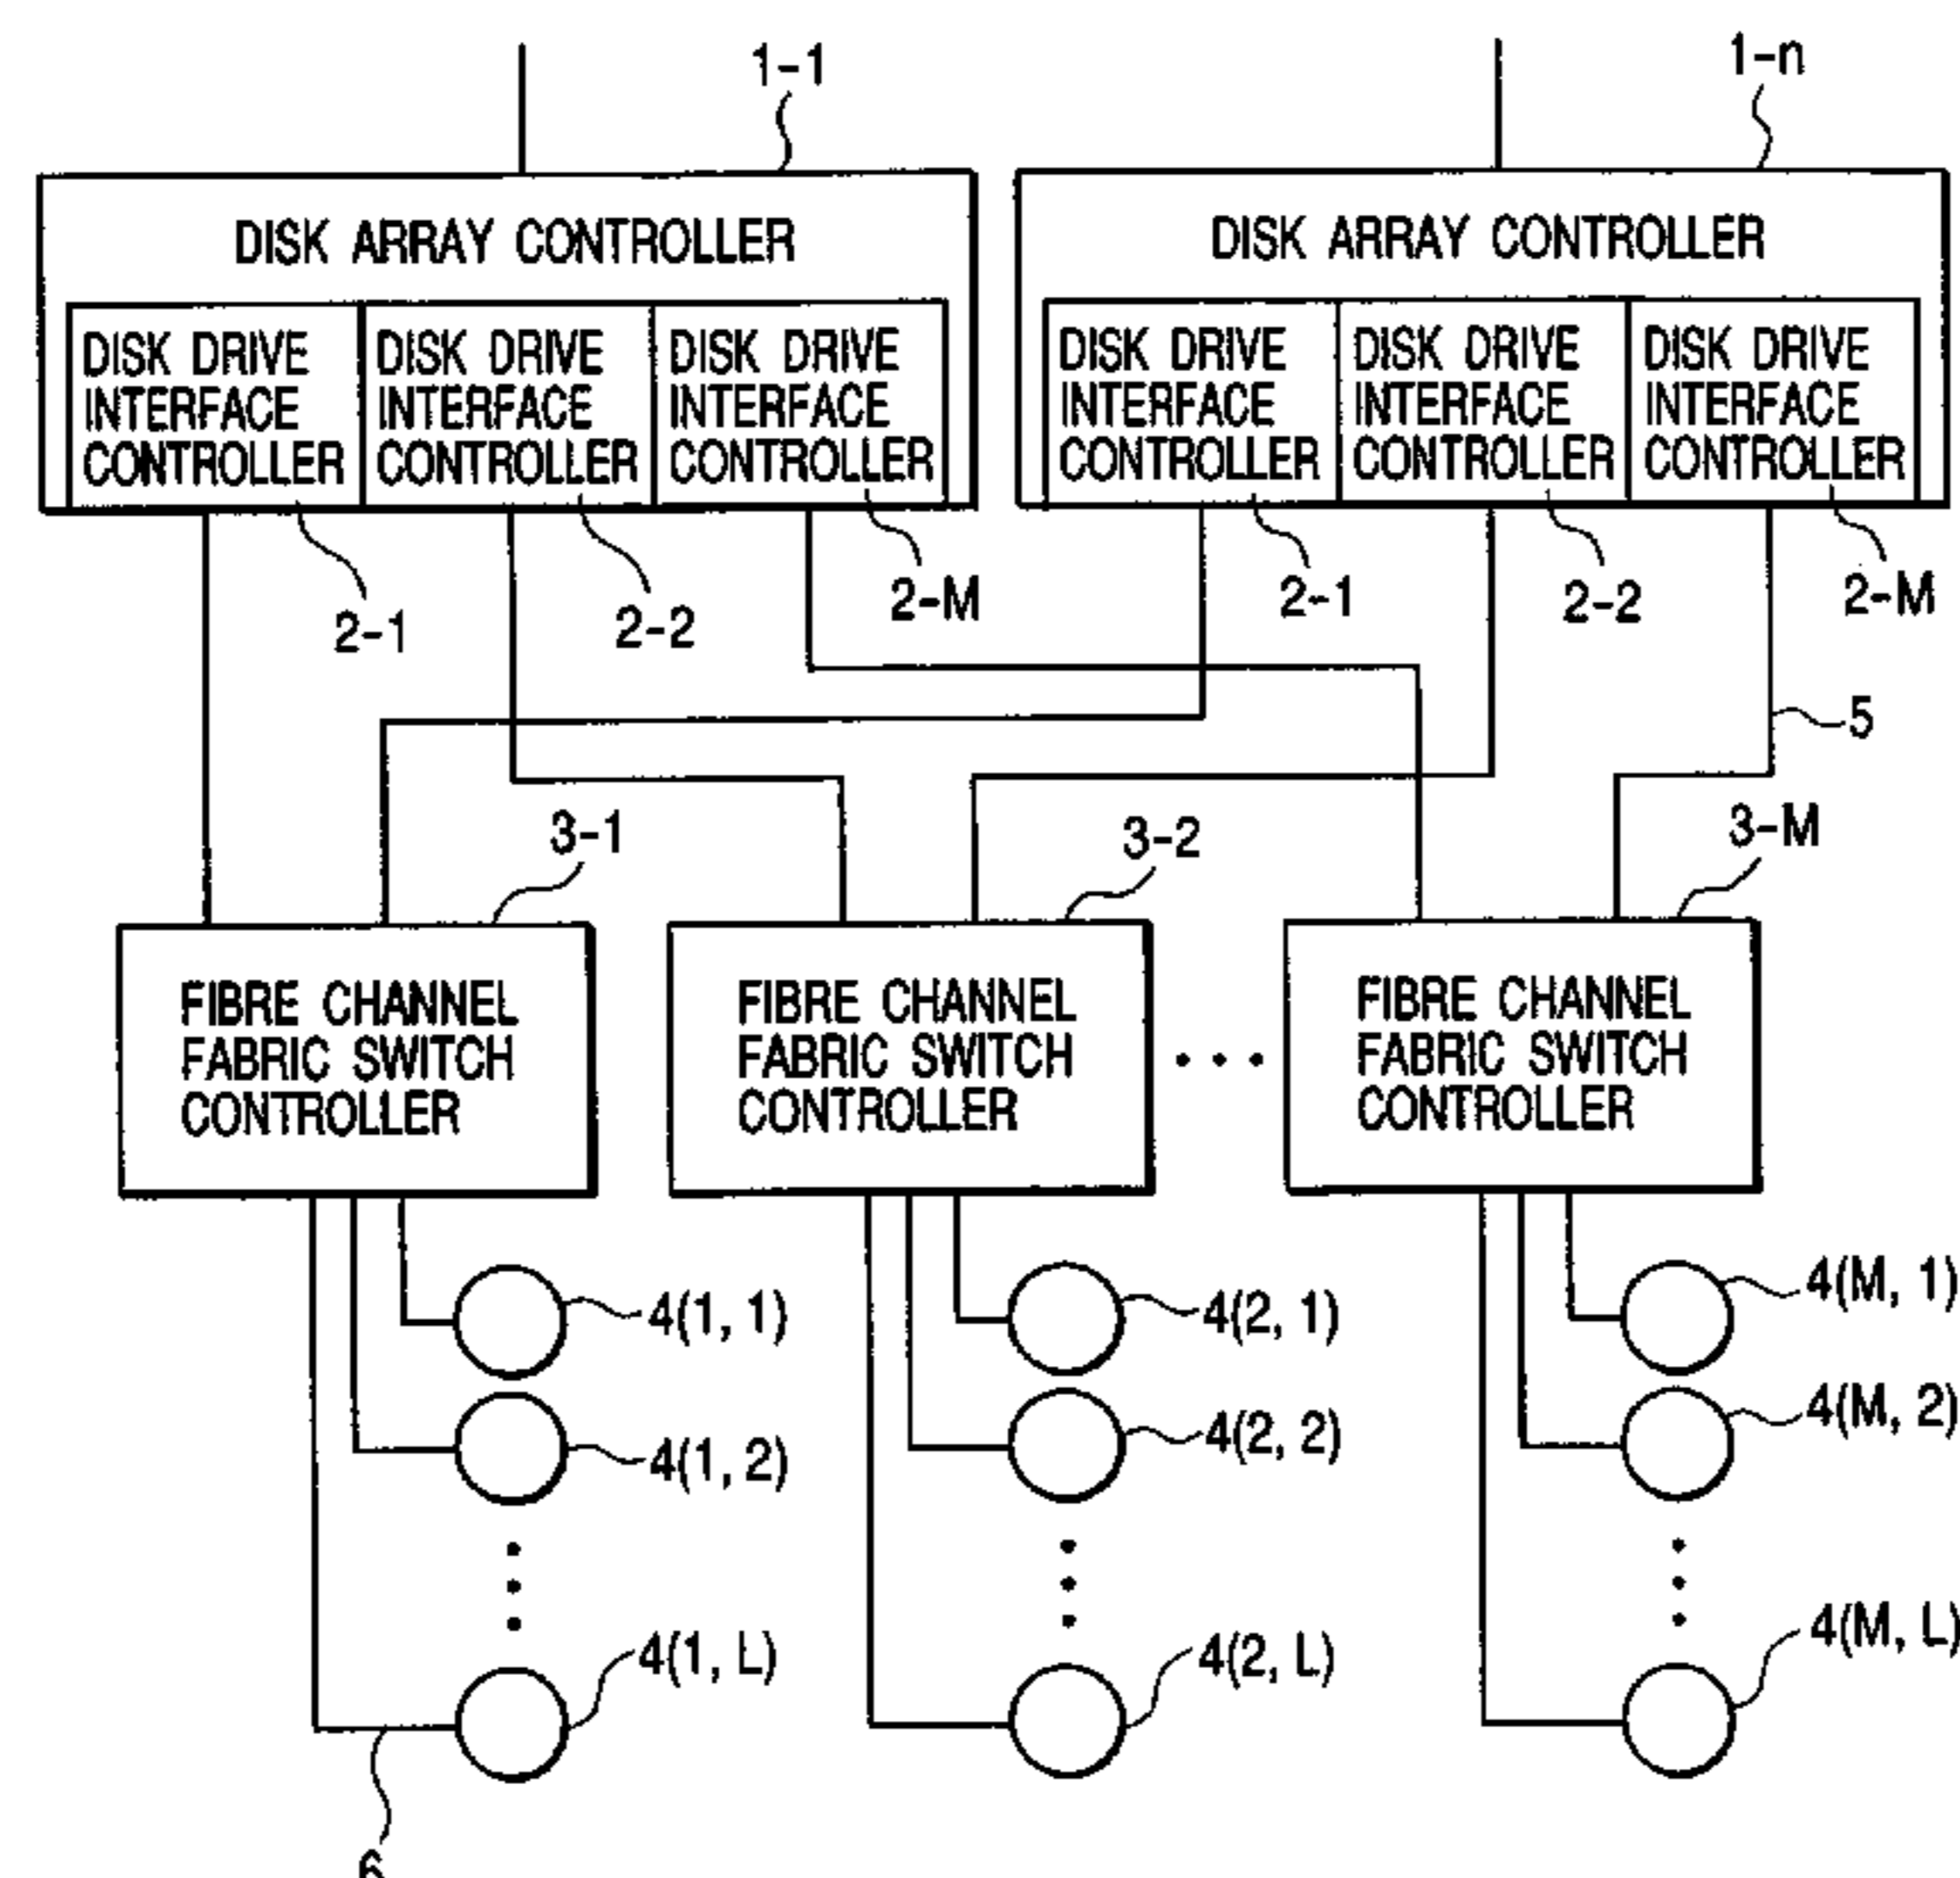 1-1
1-n
DISK ARRAY CONTROLLER
DISK ARRAY CONTROLLER
DISK DRIVE
INTERFACE
CONTROLLER
DISK DRIVE
INTERFACE
CONTROLLER
DISK DRIVE
INTERFACE
CONTROLLER
DISK DRIVE
INTERFACE
CONTROLLER
DISK DRIVE
INTERFACE
CONTROLLER
DISK DRIVE
INTERFACE
CONTROLLER
2-1
2-2
2-M
2-1
2-2
2-M
5
3-1
3-2
3-M
FIBRE CHANNEL
FABRIC SWITCH
CONTROLLER
FIBRE CHANNEL
FABRIC SWITCH
CONTROLLER
• • •
FIBRE CHANNEL
FABRIC SWITCH
CONTROLLER
4(1, 1)
4(2, 1)
4(M, 1)
4(1, 2)
4(2, 2)
4(M, 2)
4(1, L)
4(2, L)
4(M, L)
6